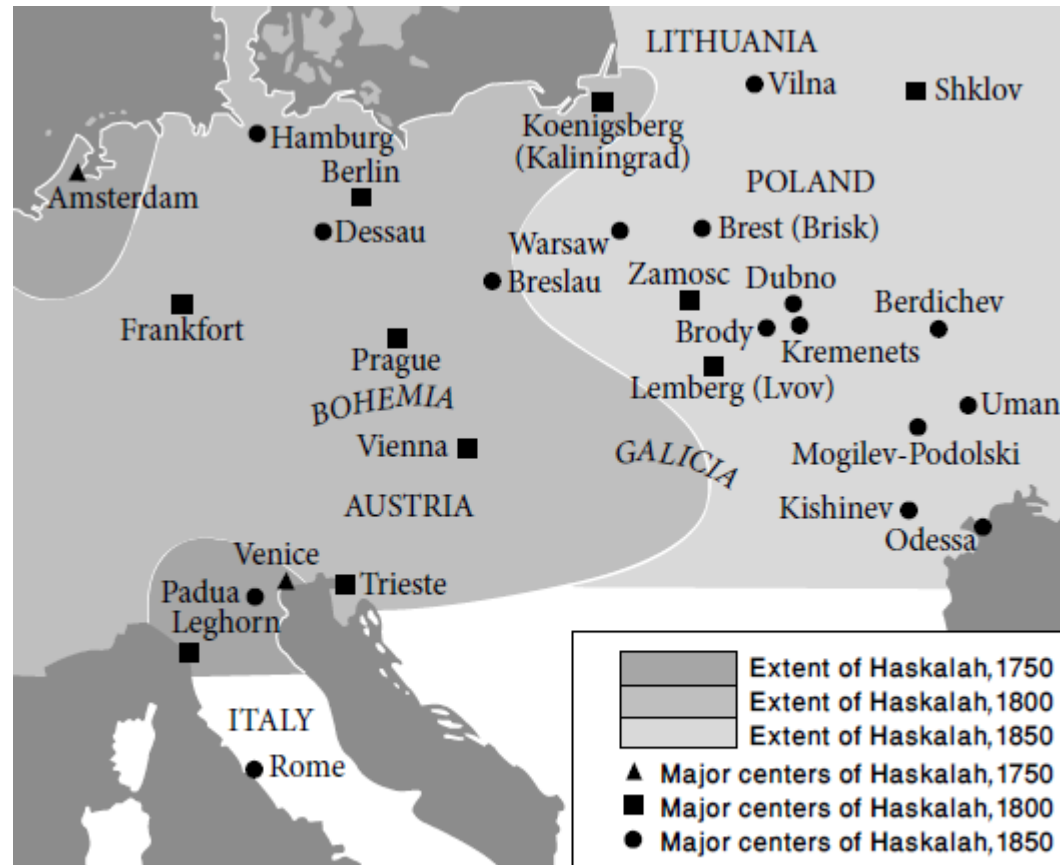 LITHUANIA
Vilna
Shklov
Koenigsberg
(Kaliningrad)
Hamburg
Berlin
Amsterdam
POLAND
Dessau
Warsaw
Brest (Brisk)
Breslau
Zamosc
Dubno
Berdichev
Frankfort
Brody
Kremenets
Prague
Lemberg (Lvov)
BOHEMIA
Uman
Vienna
GALICIA
Mogilev-Podolski
AUSTRIA
Kishinev
Odessa
Venice
Padua
Trieste
Leghorn
ITALY
Rome
Extent of Haskalah, 1750
Extent of Haskalah, 1800
Extent of Haskalah, 1850
Major centers of Haskalah, 1750
Major centers of Haskalah, 1800
Major centers of Haskalah, 1850